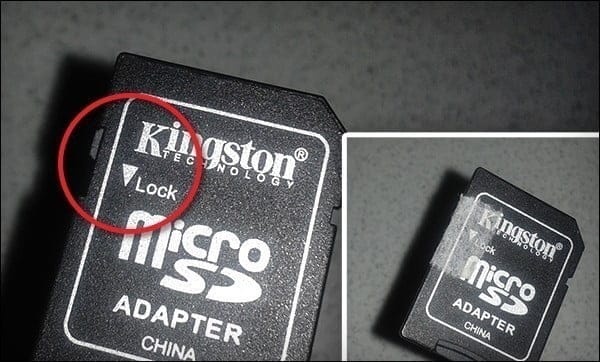 Kingston®
TECHNOLOGY
Lock
micro
SD
ADAPTER
CHINA
Kingston®
TECHNOLOGY
Lock
micro
SD
ADAPTER
CHINA